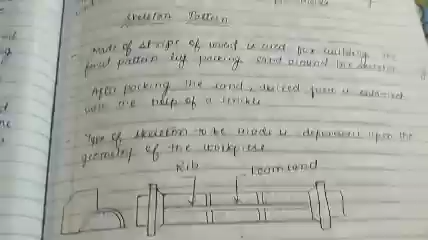 Skeleton Pattern
- Made of strips of wood is used for building the
final pattern by packing sand around the skeleton
- After packing the sand, desired form is obtained
with the help of a strickle
- Type of skeleton to be made is dependent upon the
geometry of the workpiece
Rib Loam sand